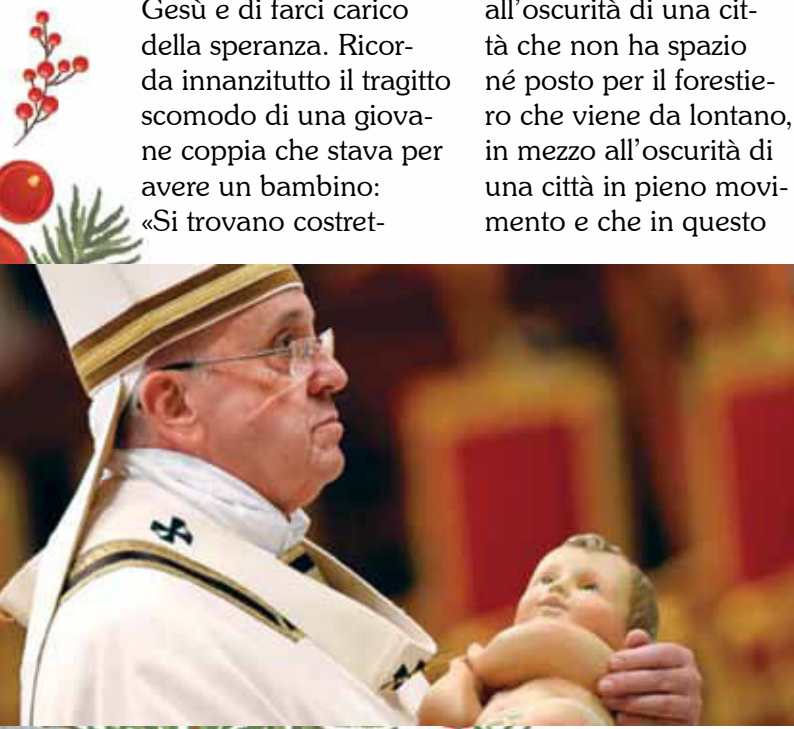 Gesù e di farci carico
della speranza. Ricor-
da innanzitutto il tragitto
scomodo di una giova-
ne coppia che stava per
avere un bambino:
«Si trovano costret-
all'oscurità di una cit-
tà che non ha spazio
né posto per il forestie-
ro che viene da lontano,
in mezzo all'oscurità di
una città in pieno movi-
mento e che in questo